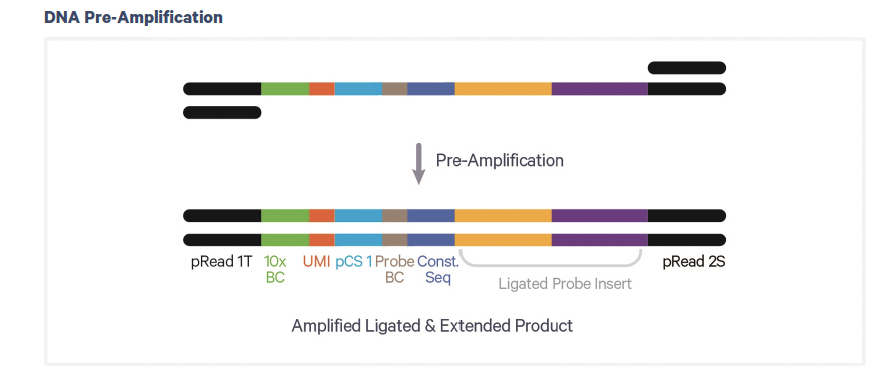 DNA Pre-Amplification
Pre-Amplification
pRead 1T 10x BC UMI pCS 1 Probe BC Const. Seq pRead 2S
Ligated Probe Insert
Amplified Ligated & Extended Product